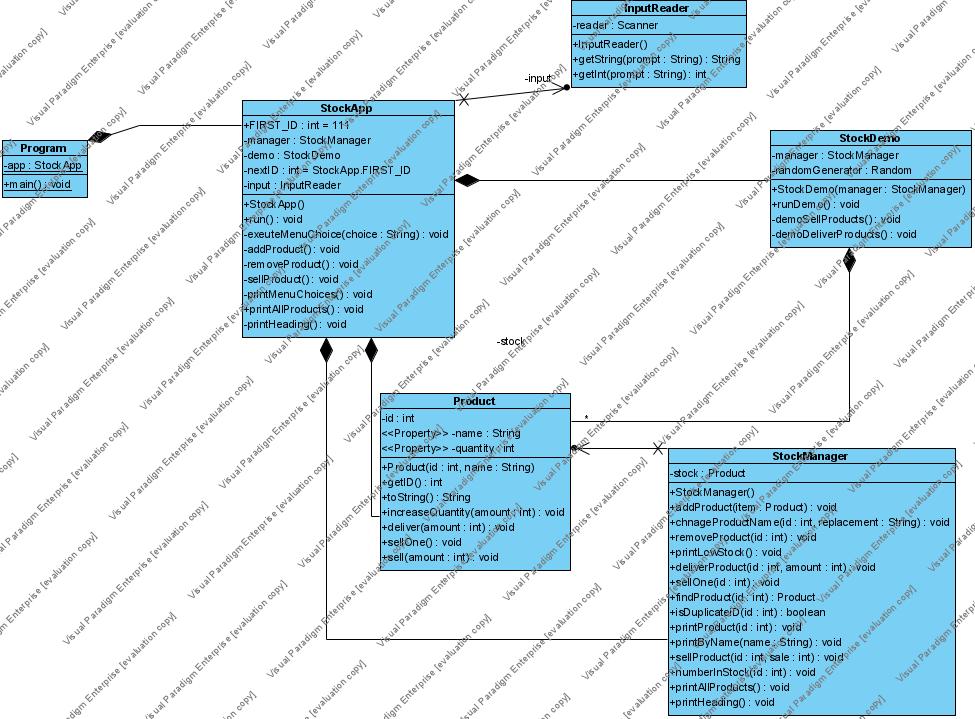 InputReader
-reader : Scanner
+InputReader()
+getString(prompt : String) : String
+getInt(prompt : String) : int
-input
StockApp
+FIRST_ID : int = 111
-manager : StockManager
-demo : StockDemo
-nextID : int = StockApp.FIRST_ID
-input : InputReader
+StockApp()
+run() : void
-exeuteMenuChoice(choice : String) : void
-addProduct() : void
-removeProduct() : void
-sellProduct() : void
-printMenuChoices() : void
+printAllProducts() : void
-printHeading() : void
Program
-app : StockApp
+main() : void
StockDemo
-manager : StockManager
-randomGenerator : Random
+StockDemo(manager : StockManager)
+runDemo() : void
-demoSellProducts() : void
-demoDeliverProducts() : void
-stock
Product
-id : int
<<Property>> -name : String
<<Property>> -quantity : int
+Product(id : int, name : String)
+getID() : int
+toString() : String
+increaseQuantity(amount : int) : void
+deliver(amount : int) : void
+sellOne() : void
+sell(amount : int) : void
*
StockManager
-stock : Product
+StockManager()
+addProduct(item : Product) : void
+chnageProductName(id : int, replacement : String) : void
+removeProduct(id : int) : void
+printLowStock() : void
+deliverProduct(id : int, amount : int) : void
+sellOne(id : int) : void
+findProduct(id : int) : Product
+isDuplicateID(id : int) : boolean
+printProduct(id : int) : void
+printByName(name : String) : void
+sellProduct(id : int, sale : int) : void
+numberInStock(id : int) : void
+printAllProducts() : void
+printHeading() : void
Visual Paradigm Enterprise [evaluation copy]